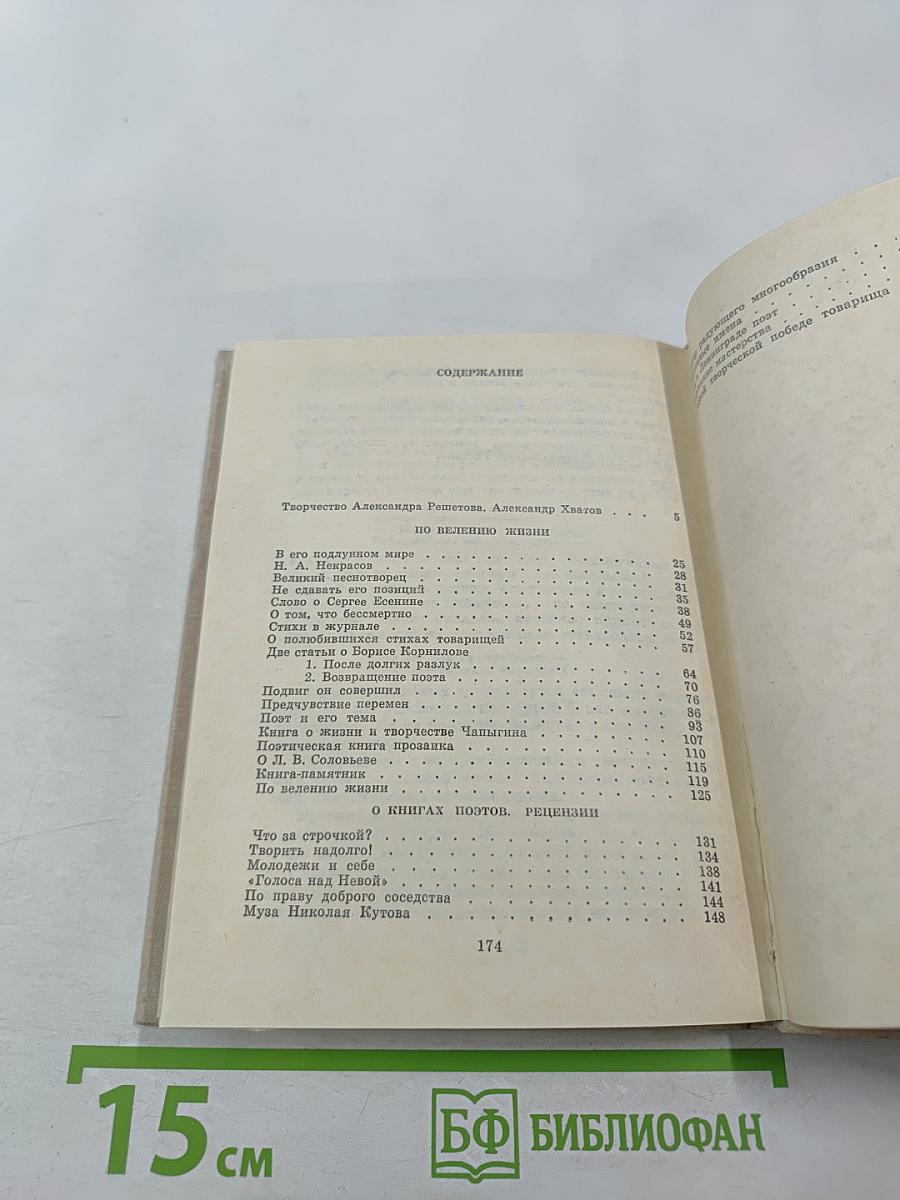 СОДЕРЖАНИЕ
Творчество Александра Решетова. Александр Хватов . . . 5
ПО ВЕЛЕНИЮ ЖИЗНИ
В его подлунном мире . . . 25
Н. А. Некрасов . . . 28
Великий песнотворец . . . 31
Не сдавать его позиций . . . 35
Слово о Сергее Есенине . . . 38
О том, что бессмертно . . . 49
Стихи в журнале . . . 52
О полюбившихся стихах товарищей . . . 57
Две статьи о Борисе Корнилове
1. После долгих разлук . . . 64
2. Возвращение поэта . . . 70
Подвиг он совершил . . . 76
Предчувствие перемен . . . 86
Поэт и его тема . . . 93
Книга о жизни и творчестве Чапыгина . . . 107
Поэтическая книга прозаика . . . 110
О Л. В. Соловьеве . . . 115
Книга-памятник . . . 119
По велению жизни . . . 125
О КНИГАХ ПОЭТОВ. РЕЦЕНЗИИ
Что за строчкой? . . . 131
Творить надолго! . . . 134
Молодежи и себе . . . 138
«Голоса над Невой» . . . 141
По праву доброго соседства . . . 144
Муза Николая Кутова . . . 148
174
радующего многообразия
имена
Ленинграде поэт
мастерства
творческой победе товарища
15 см
БФ БИБЛИОФАН